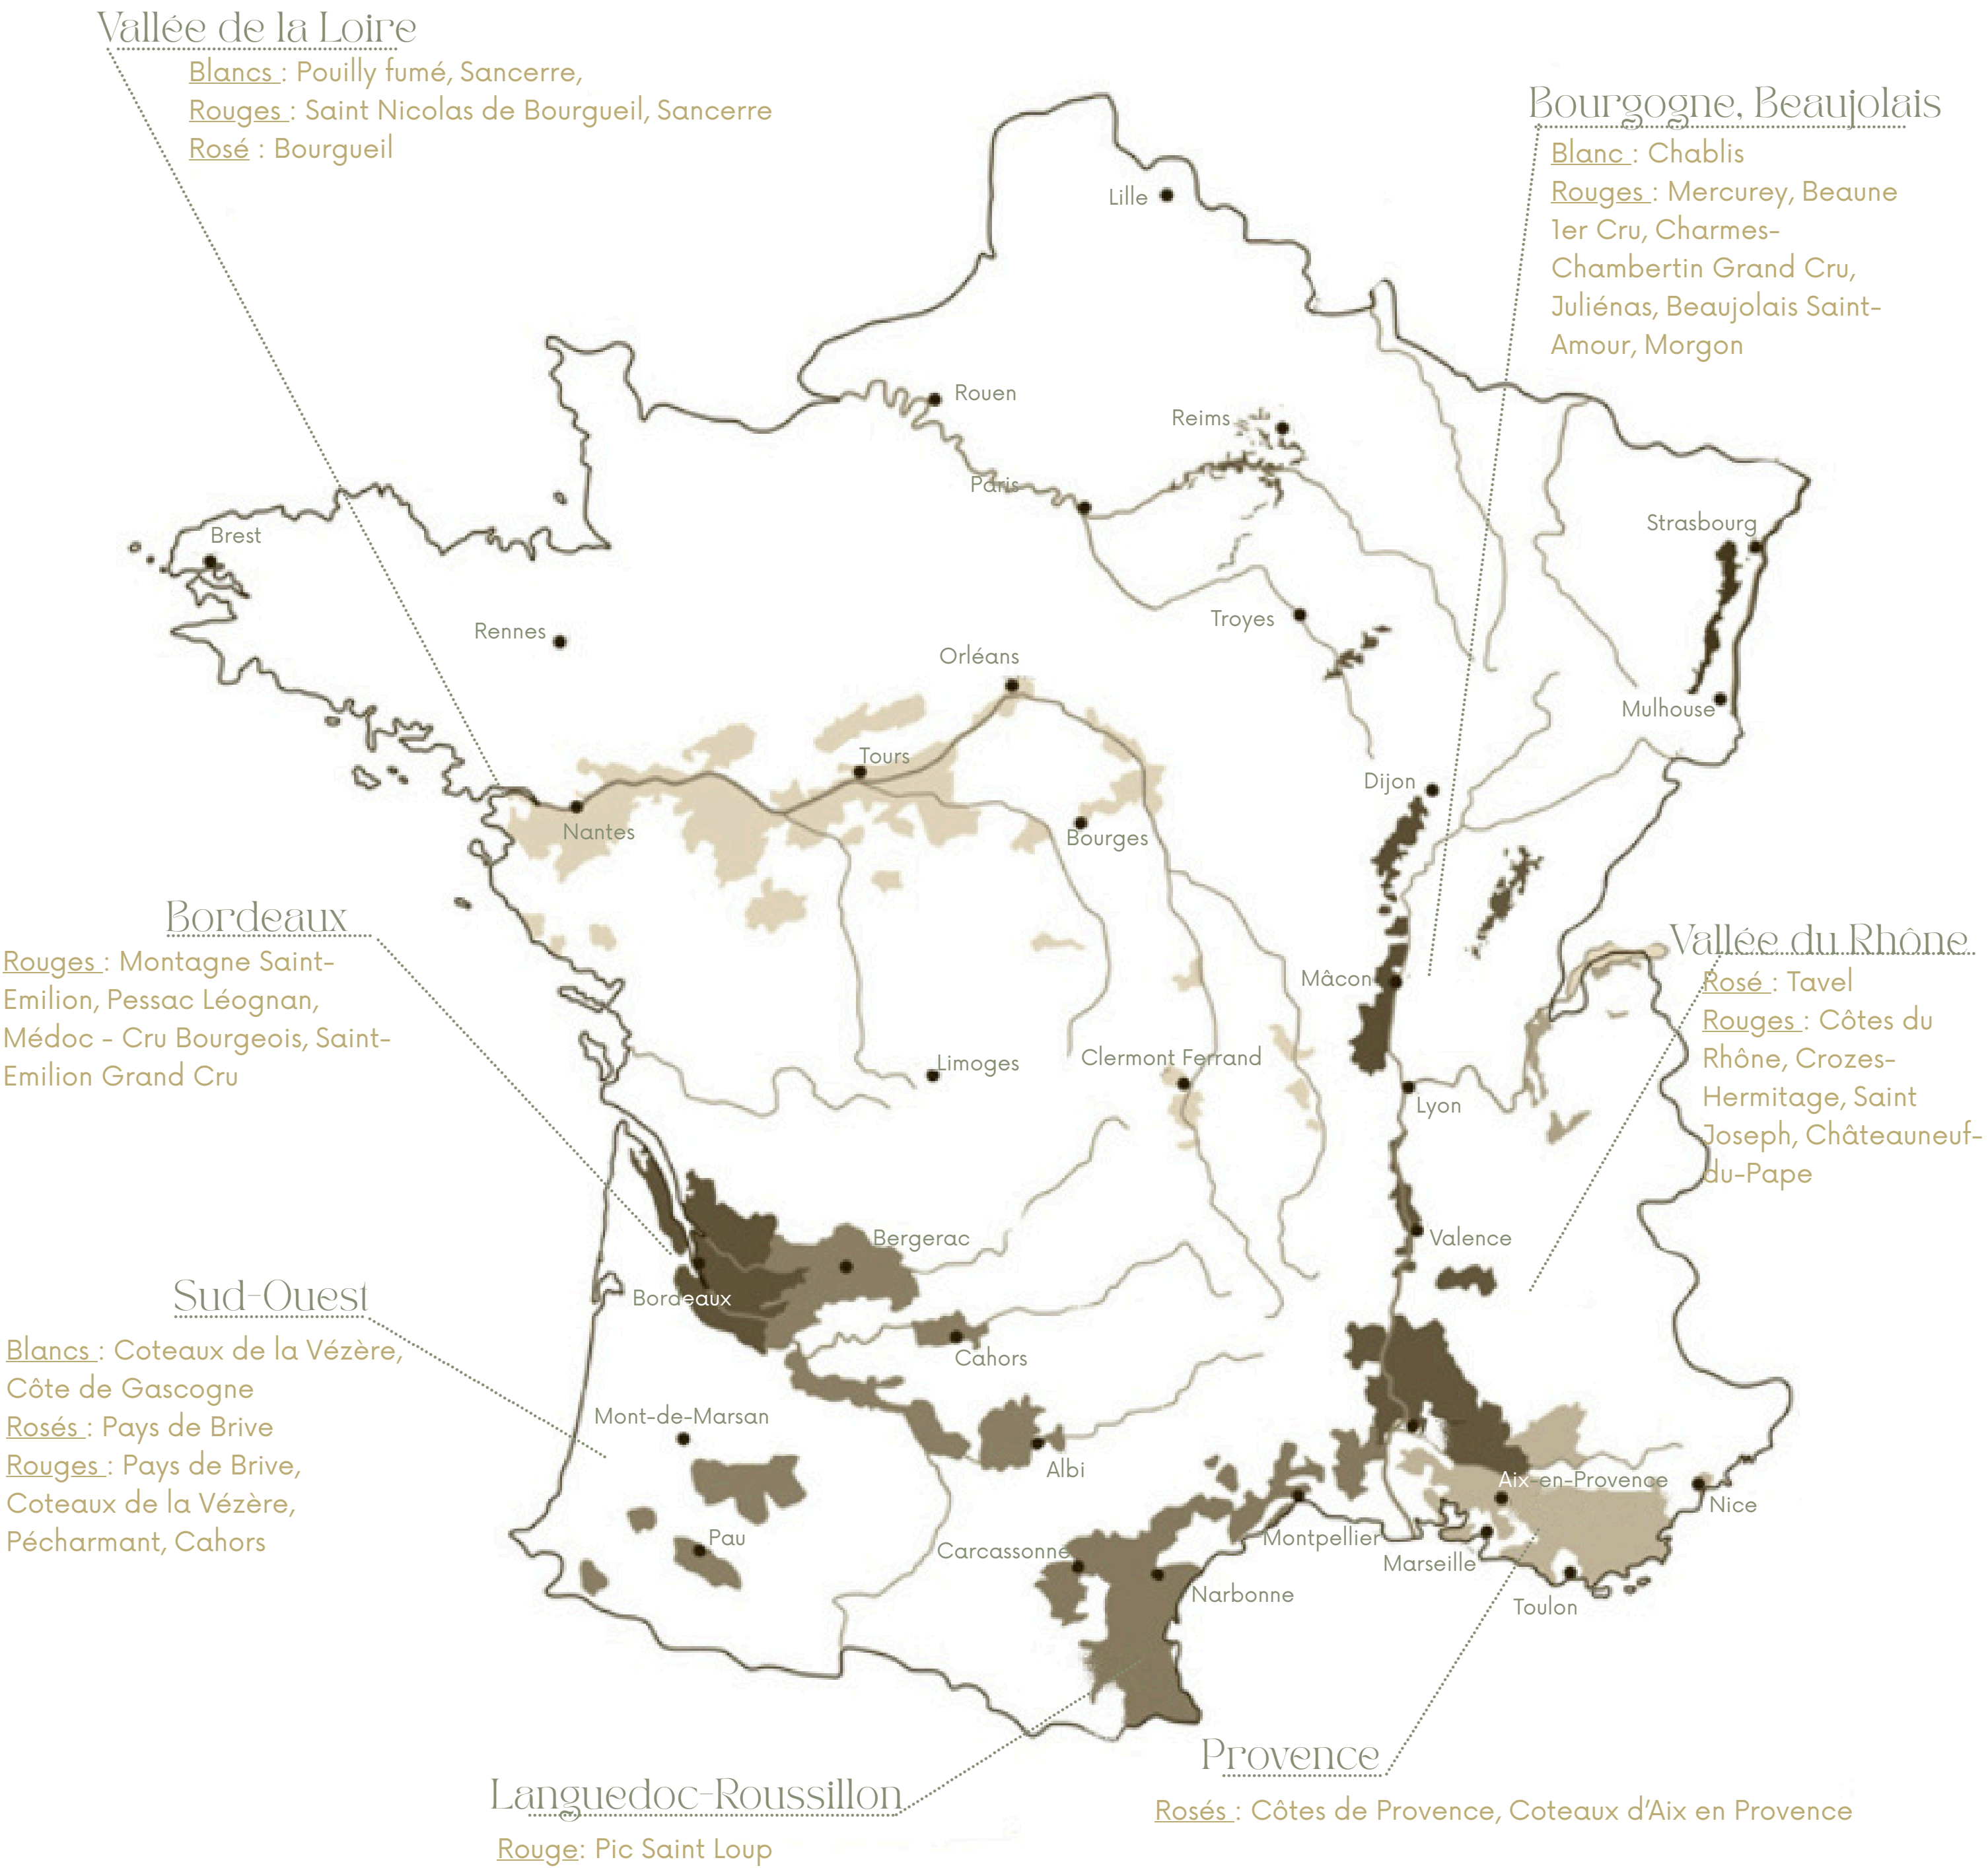 Vallée de la Loire
Blancs : Pouilly fumé, Sancerre,
Rouges : Saint Nicolas de Bourgueil, Sancerre
Rosé : Bourgueil
Bourgogne, Beaujolais
Blanc : Chablis
Rouges : Mercurey, Beaune
1er Cru, Charmes-
Chambertin Grand Cru,
Juliénas, Beaujolais Saint-
Amour, Morgon
Lille
Rouen
Reims
Paris
Strasbourg
Brest
Troyes
Rennes
Orléans
Mulhouse
Tours
Dijon
Nantes
Bourges
Bordeaux
Rouges : Montagne Saint-
Emilion, Pessac Léognan,
Médoc - Cru Bourgeois, Saint-
Emilion Grand Cru
Vallée du Rhône
Rosé : Tavel
Rouges : Côtes du
Rhône, Crozes-
Hermitage, Saint
Joseph, Châteauneuf-
du-Pape
Mâcon
Limoges
Clermont Ferrand
Lyon
Bergerac
Valence
Bordeaux
Cahors
Sud-Ouest
Blancs : Coteaux de la Vézère,
Côte de Gascogne
Rosés : Pays de Brive
Rouges : Pays de Brive,
Coteaux de la Vézère,
Pécharmant, Cahors
Mont-de-Marsan
Albi
Aix-en-Provence
Nice
Pau
Carcassonne
Montpellier
Marseille
Narbonne
Toulon
Provence
Rosés : Côtes de Provence, Coteaux d'Aix en Provence
Languedoc-Roussillon
Rouge: Pic Saint Loup